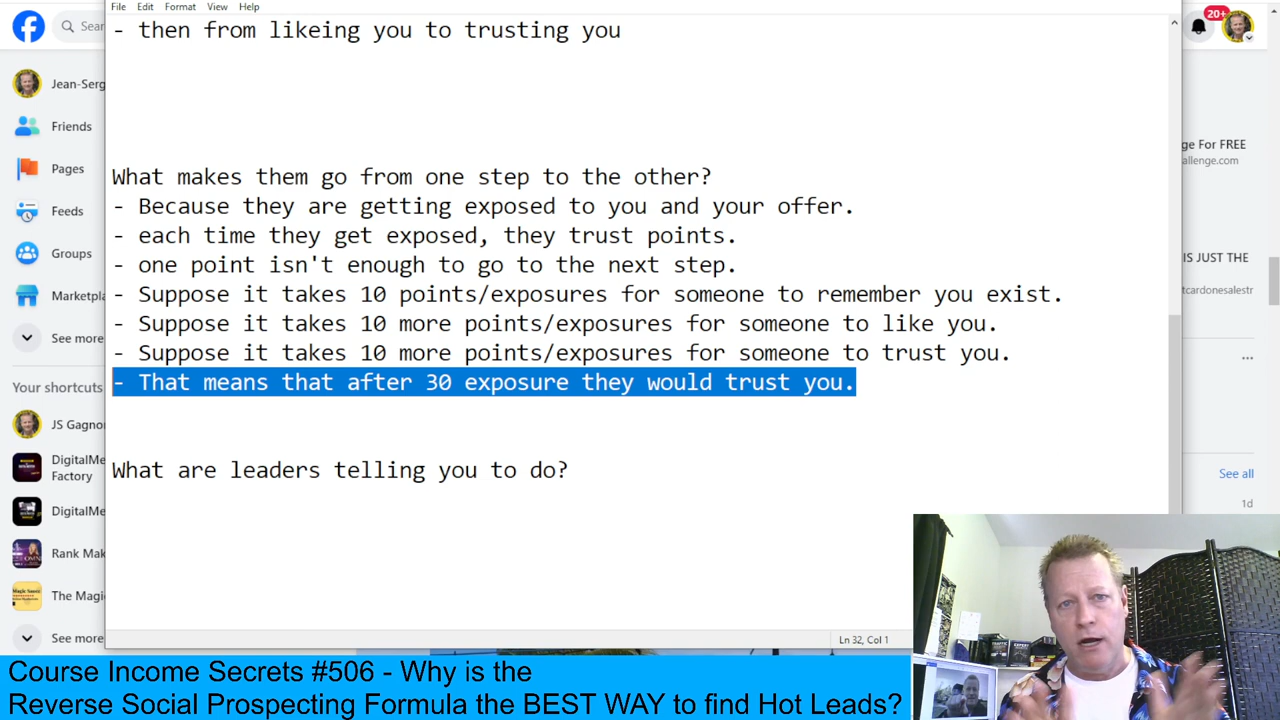 File Edit Format View Help
- then from likeing you to trusting you
Sear
20+
Jean-Serg
Friends
Pages
Feeds
Groups
Marketpla
See more
Your shortcuts
JS Gagnon
DigitalMe
Factory
DigitalMe
Rank Mak
The Magi
See more
What makes them go from one step to the other?
- Because they are getting exposed to you and your offer.
- each time they get exposed, they trust points.
- one point isn't enough to go to the next step.
- Suppose it takes 10 points/exposures for someone to remember you exist.
- Suppose it takes 10 more points/exposures for someone to like you.
- Suppose it takes 10 more points/exposures for someone to trust you.
- That means that after 30 exposure they would trust you.
What are leaders telling you to do?
ge For FREE
allenge.com
IS JUST THE
tcardonesalestr
See all
1d
Ln 32, Col 1
Course Income Secrets #506 - Why is the
Reverse Social Prospecting Formula the BEST WAY to find Hot Leads?